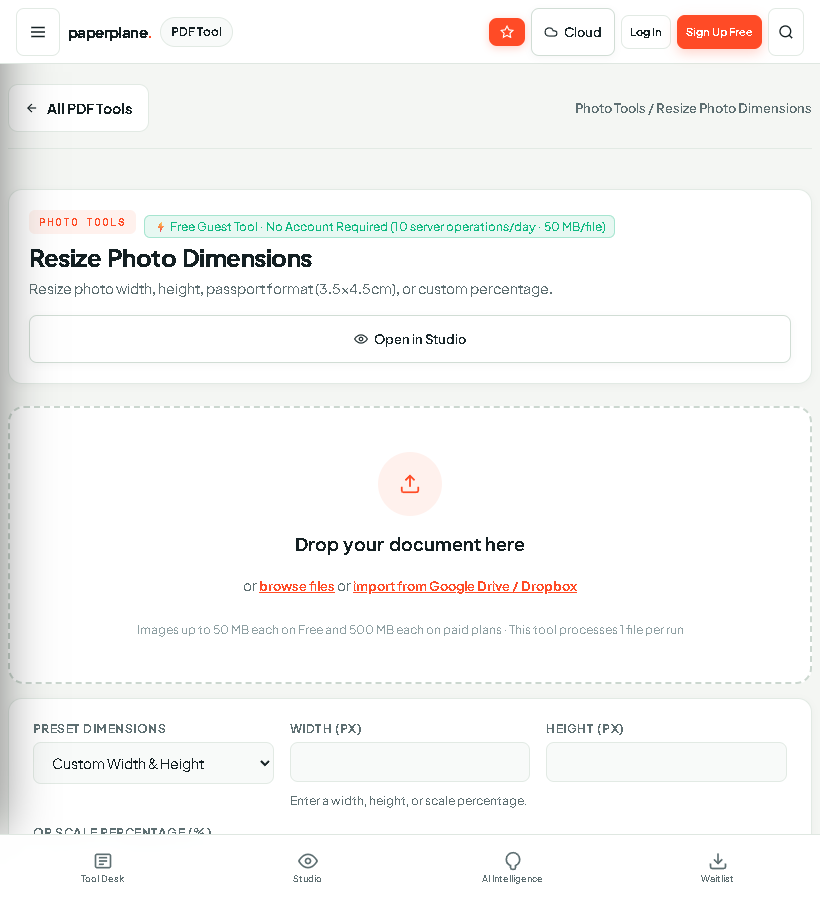 paperplane.
PDF Tool
Cloud
Log In
Sign Up Free
All PDF Tools
Photo Tools / Resize Photo Dimensions
PHOTO TOOLS
Free Guest Tool · No Account Required (10 server operations/day · 50 MB/file)
Resize Photo Dimensions
Resize photo width, height, passport format (3.5×4.5cm), or custom percentage.
Open in Studio
Drop your document here
or browse files or import from Google Drive / Dropbox
Images up to 50 MB each on Free and 500 MB each on paid plans · This tool processes 1 file per run
PRESET DIMENSIONS
WIDTH (PX)
HEIGHT (PX)
Custom Width & Height
Enter a width, height, or scale percentage.
OR SCALE PERCENTAGE (%)
Tool Desk
Studio
AI Intelligence
Waitlist